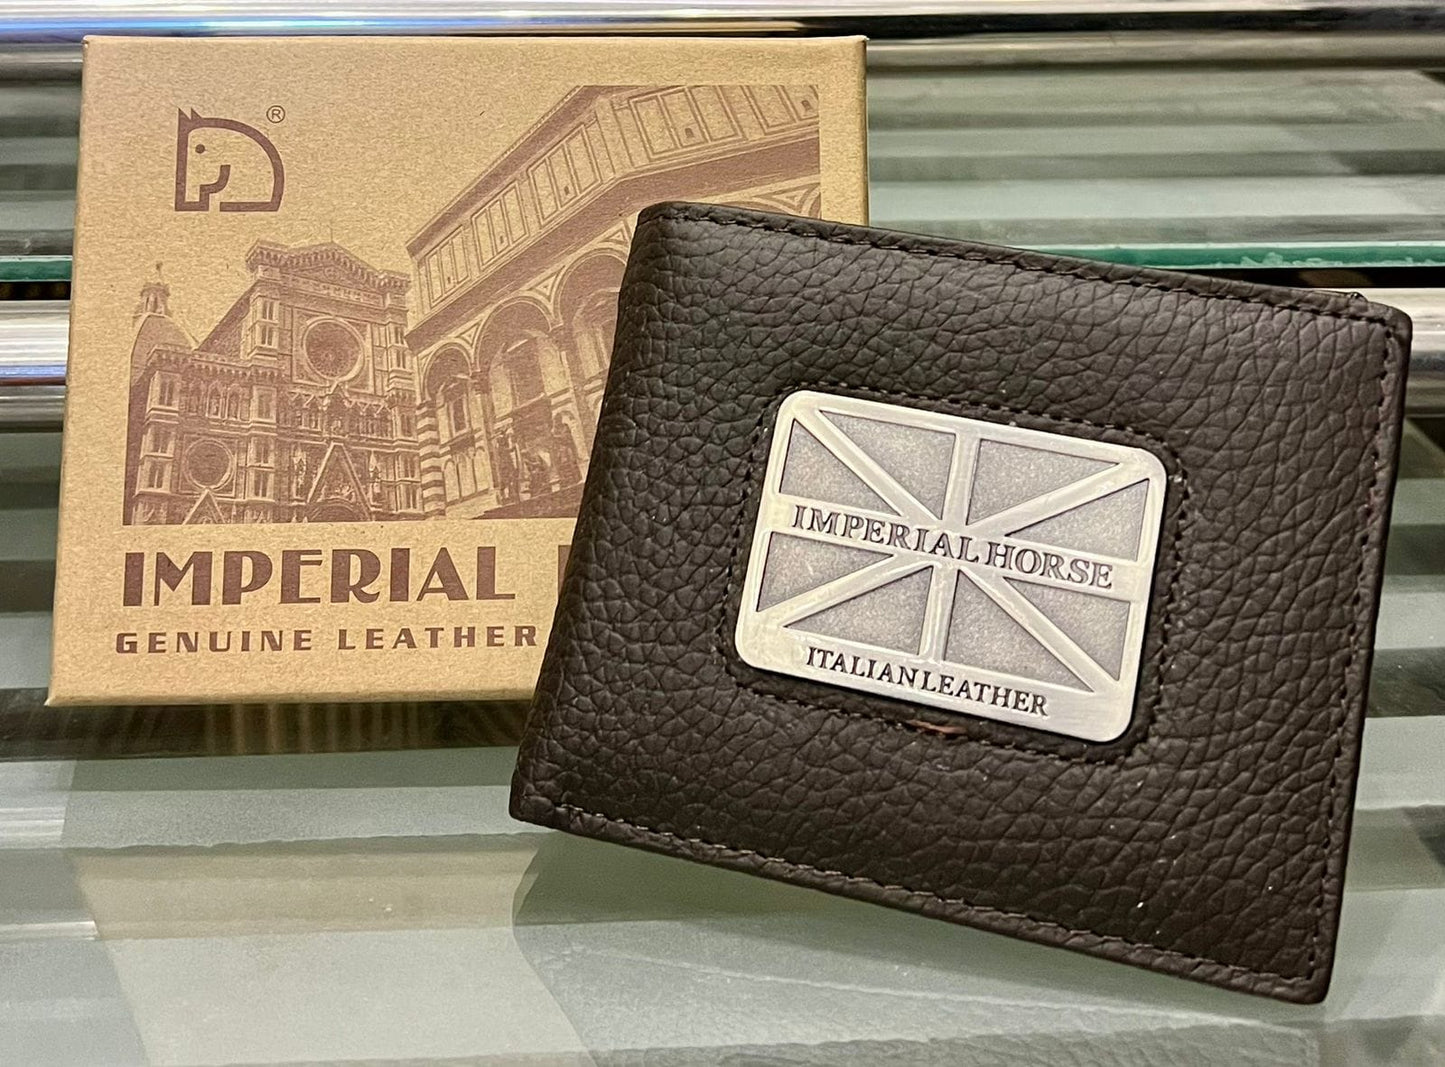 ®
IMPERIAL
GENUINE LEATHER
IMPERIAL HORSE
ITALIAN LEATHER